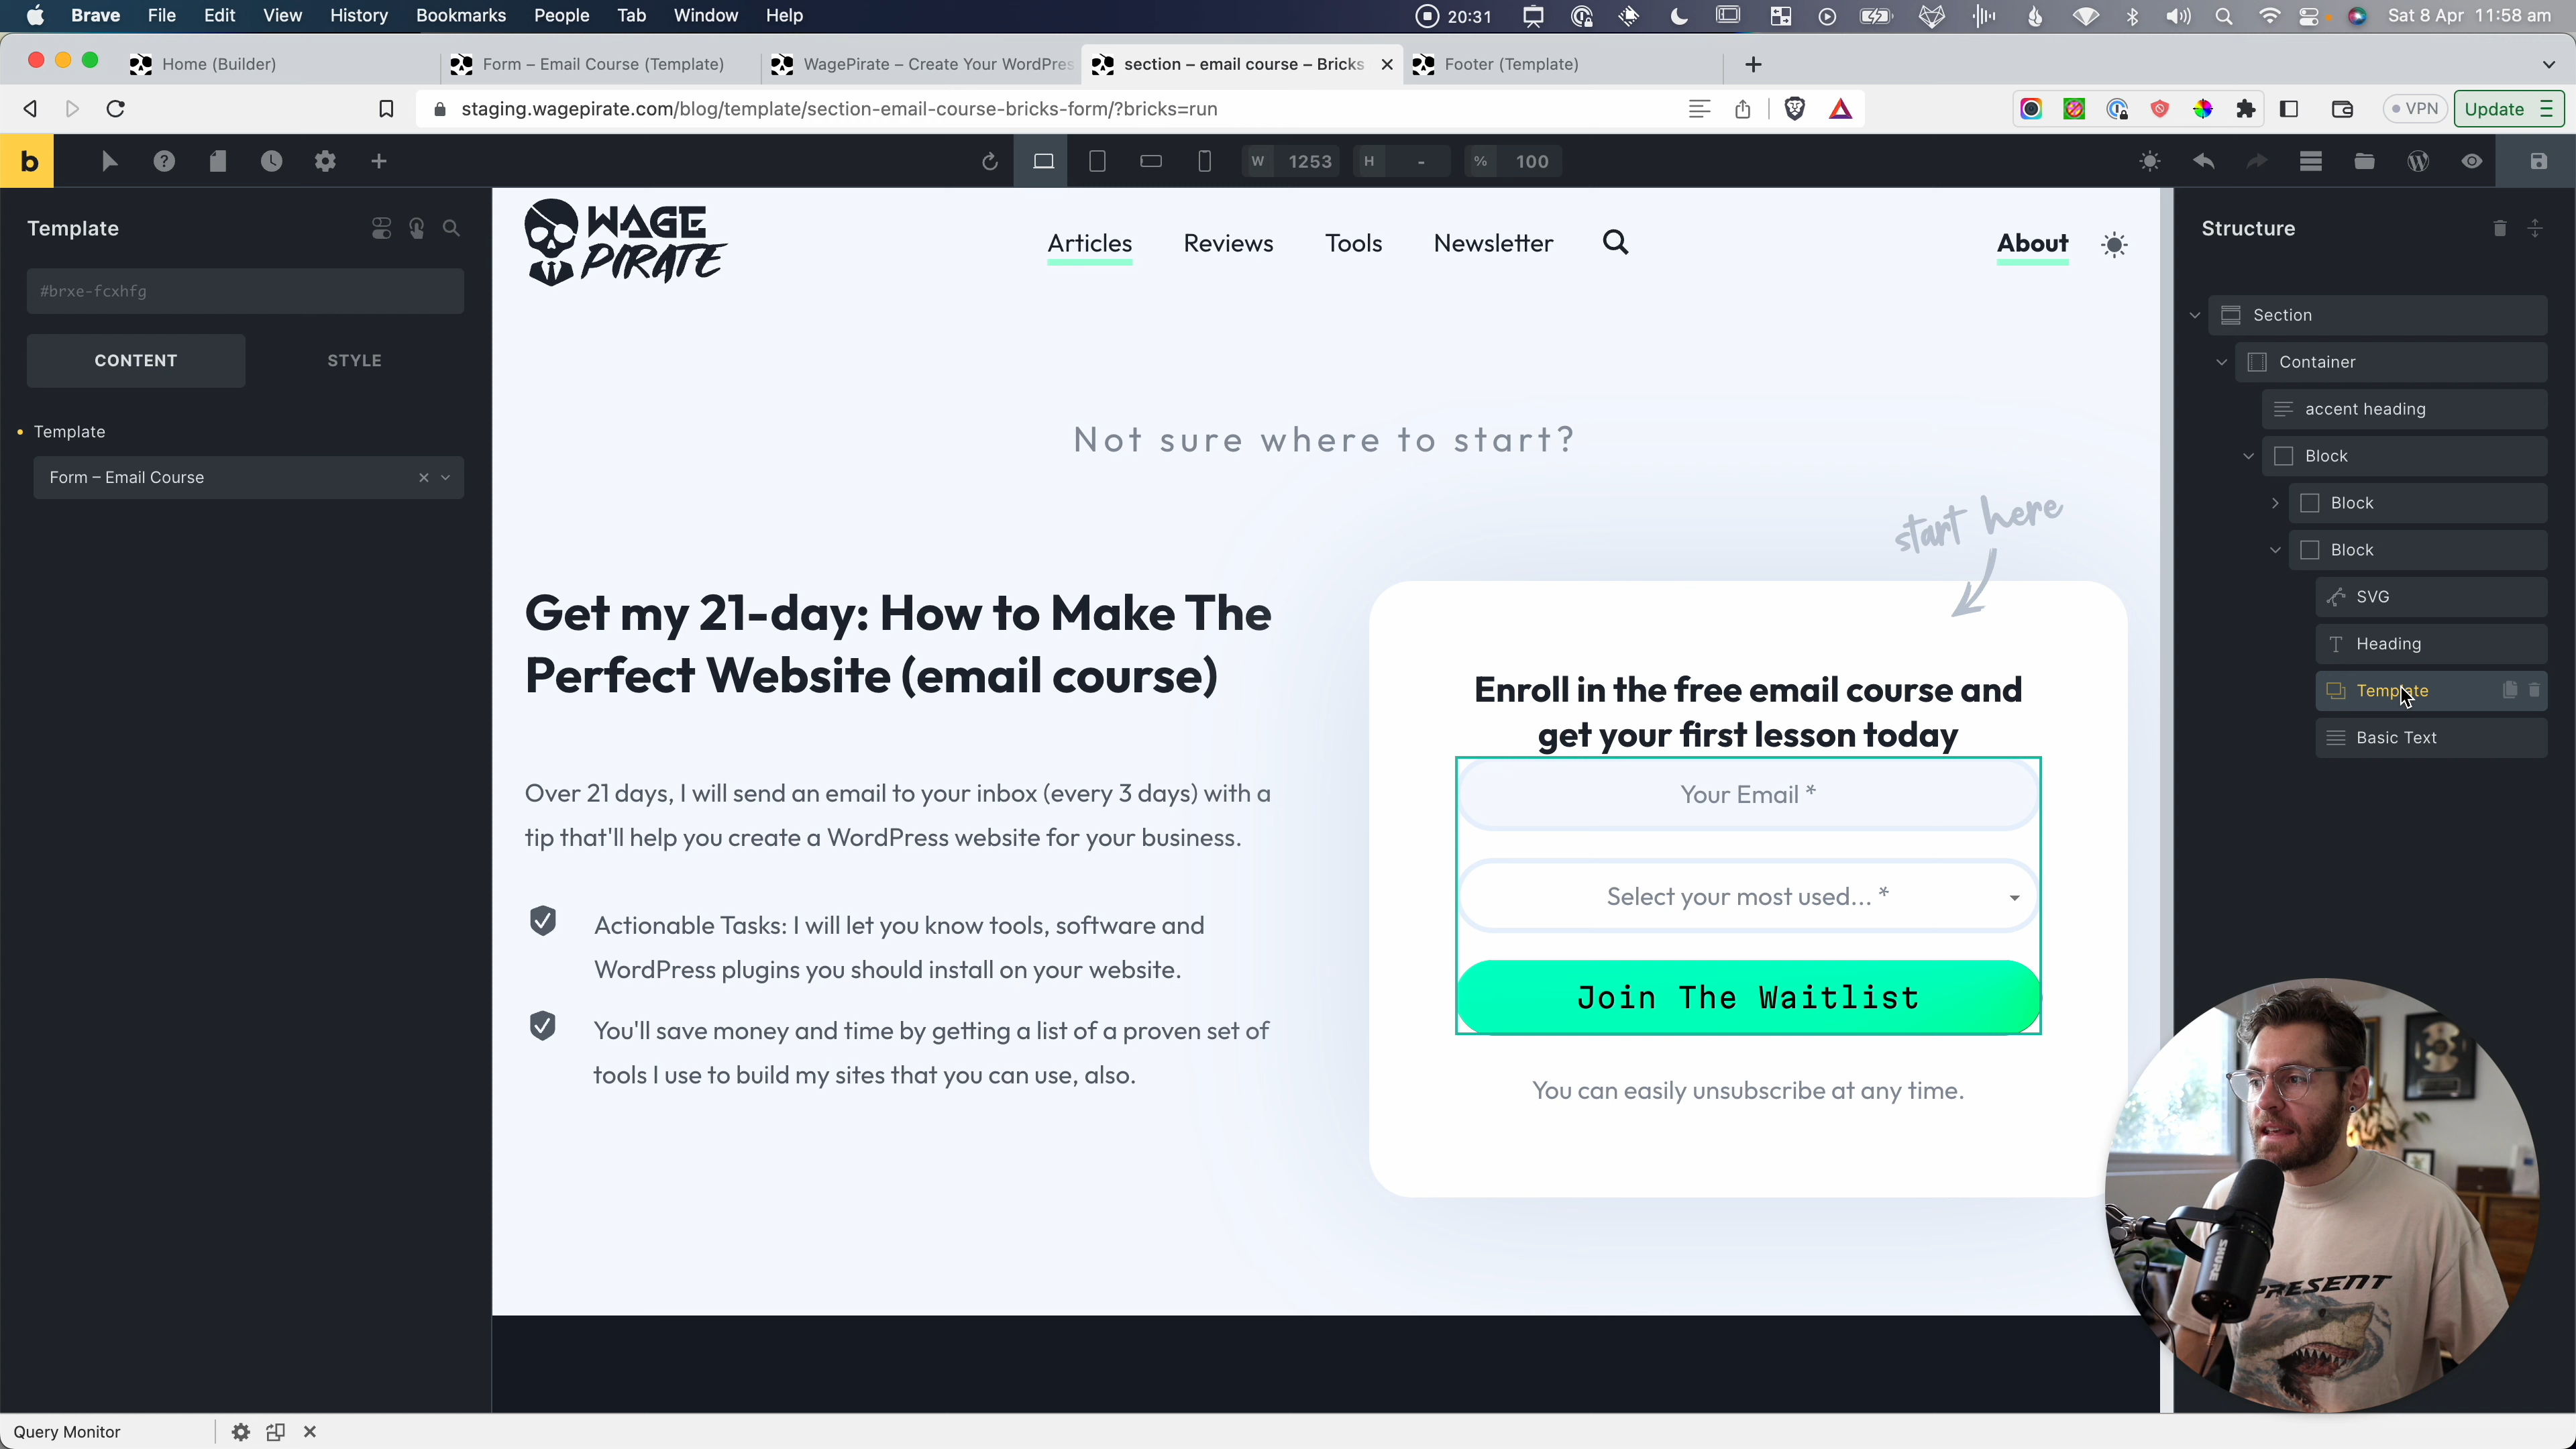 Brave File Edit View History Bookmarks People Tab Window Help 20:31 Sat 8 Apr 11:58 am
Home (Builder) Form – Email Course (Template) WagePirate – Create Your WordPres section – email course – Bricks Footer (Template)
staging.wagepirate.com/blog/template/section-email-course-bricks-form/?bricks=run VPN Update
b W 1253 H - % 100
Template
#brxe-fcxhfg
CONTENT STYLE
Template
Form – Email Course
WAGE
PIRATE
Articles Reviews Tools Newsletter About
Not sure where to start?
start here
Get my 21-day: How to Make The
Perfect Website (email course)
Over 21 days, I will send an email to your inbox (every 3 days) with a
tip that'll help you create a WordPress website for your business.
Actionable Tasks: I will let you know tools, software and
WordPress plugins you should install on your website.
You'll save money and time by getting a list of a proven set of
tools I use to build my sites that you can use, also.
Enroll in the free email course and
get your first lesson today
Your Email *
Select your most used... *
Join The Waitlist
You can easily unsubscribe at any time.
Structure
Section
Container
accent heading
Block
Block
Block
SVG
Heading
Template
Basic Text
SHURE
PRESENT
Query Monitor